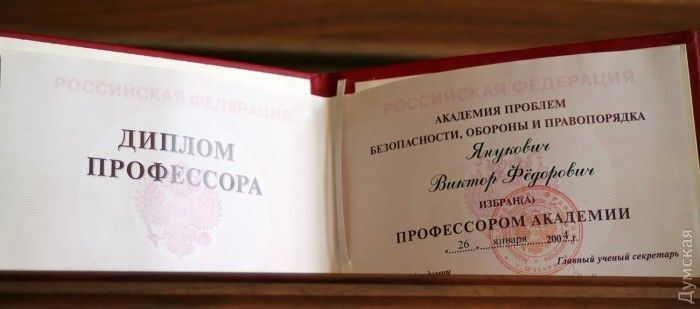 РОССИЙСКАЯ ФЕДЕРАЦИЯ
ДИПЛОМ
ПРОФЕССОРА
РОССИЙСКАЯ ФЕДЕРАЦИЯ
АКАДЕМИЯ ПРОБЛЕМ
БЕЗОПАСНОСТИ, ОБОРОНЫ И ПРАВОПОРЯДКА
Янукович
Виктор Фёдорович
ИЗБРАН(А)
ПРОФЕССОРОМ АКАДЕМИИ
26 января 2004 г.
Главный ученый секретарь
Думская